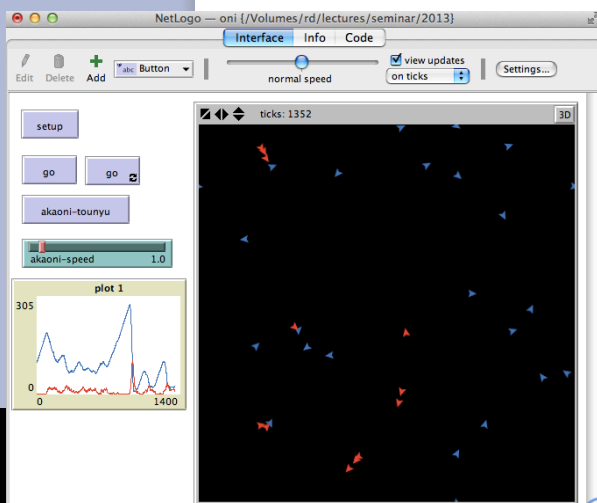 NetLogo — oni {/Volumes/rd/lectures/seminar/2013}
Interface Info Code
Edit Delete Add abc Button normal speed view updates on ticks Settings...
ticks: 1352 3D
setup
go go
akaoni-tounyu
akaoni-speed 1.0
plot 1
305
0
0 1400